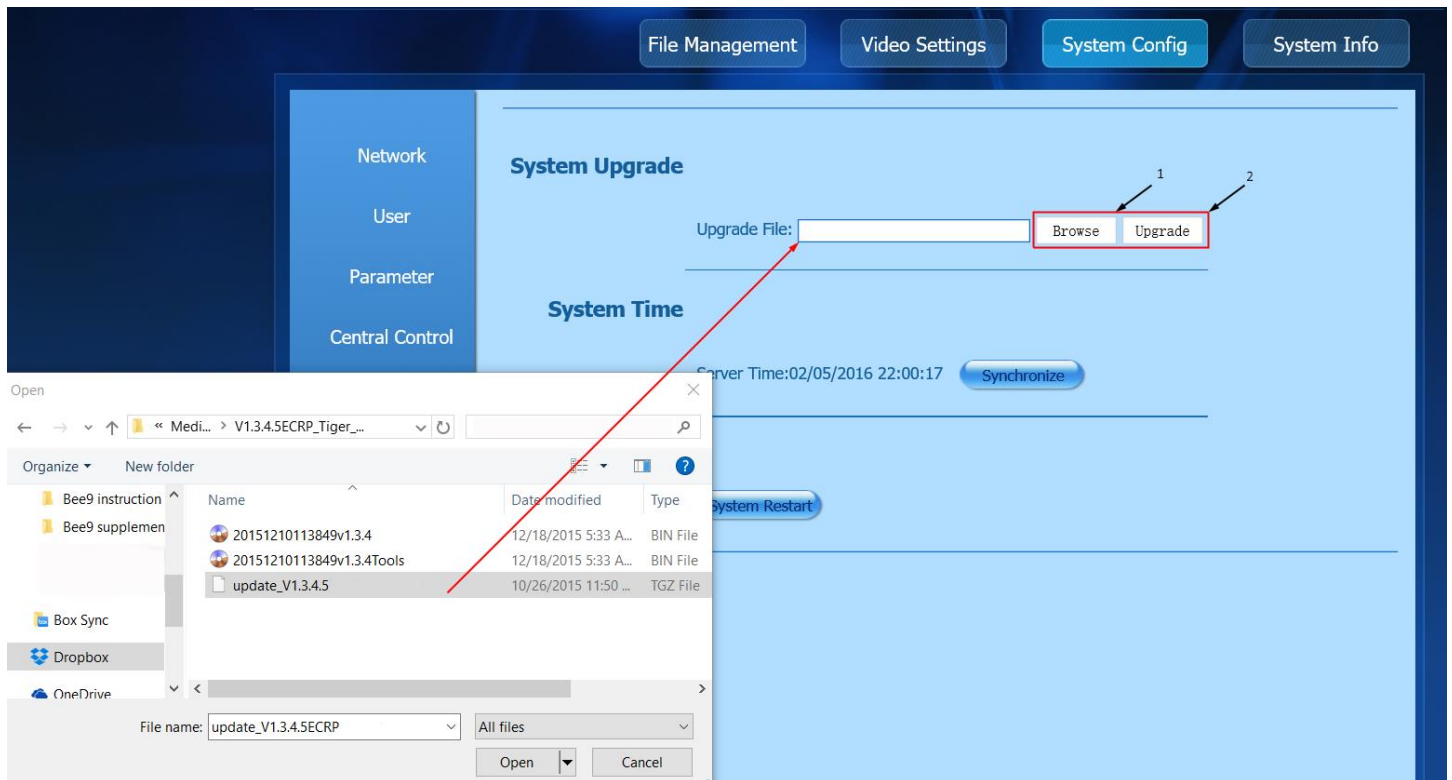 File Management
Video Settings
System Config
System Info
Network
User
Parameter
Central Control
System Upgrade
1
2
Upgrade File:
Browse
Upgrade
System Time
Server Time:02/05/2016 22:00:17
Synchronize
System Restart
Open
« Medi... > V1.3.4.5ECRP_Tiger_...
Organize
New folder
Bee9 instruction
Bee9 supplemen
Box Sync
Dropbox
OneDrive
Name
Date modified
Type
20151210113849v1.3.4
12/18/2015 5:33 A...
BIN File
20151210113849v1.3.4Tools
12/18/2015 5:33 A...
BIN File
update_V1.3.4.5
10/26/2015 11:50 ...
TGZ File
File name:
update_V1.3.4.5ECRP
All files
Open
Cancel